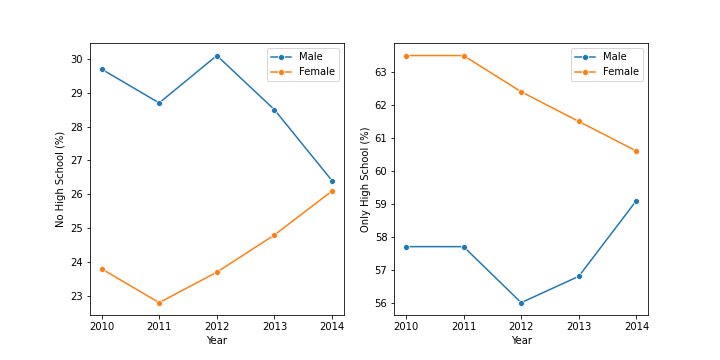 No High School (%)
30
29
28
27
26
25
24
23
2010 2011 2012 2013 2014
Year
Male
Female
Only High School (%)
63
62
61
60
59
58
57
56
2010 2011 2012 2013 2014
Year
Male
Female